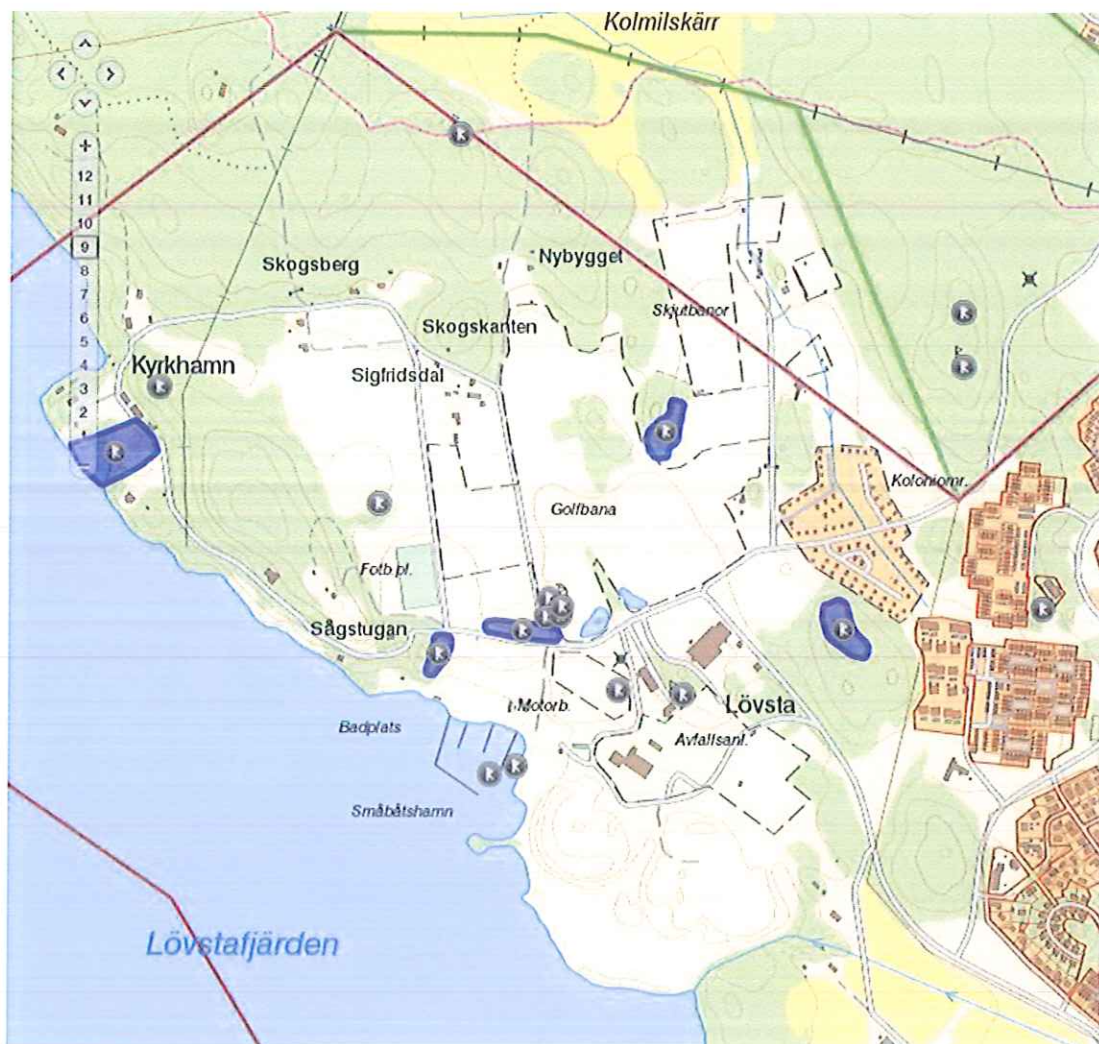 Kolmilskärr
12
11
10
9
8
7
6
5
4
3
2
Skogsberg
Nybygget
Skjutbanor
Skogskanten
Kyrkhamn
Sigfridsdal
Koloniomr.
Golfbana
Fotb.pl.
Sågstugan
Motorb.
Lövsta
Badplats
Avfallsanl.
Småbåtshamn
Lövstafjärden